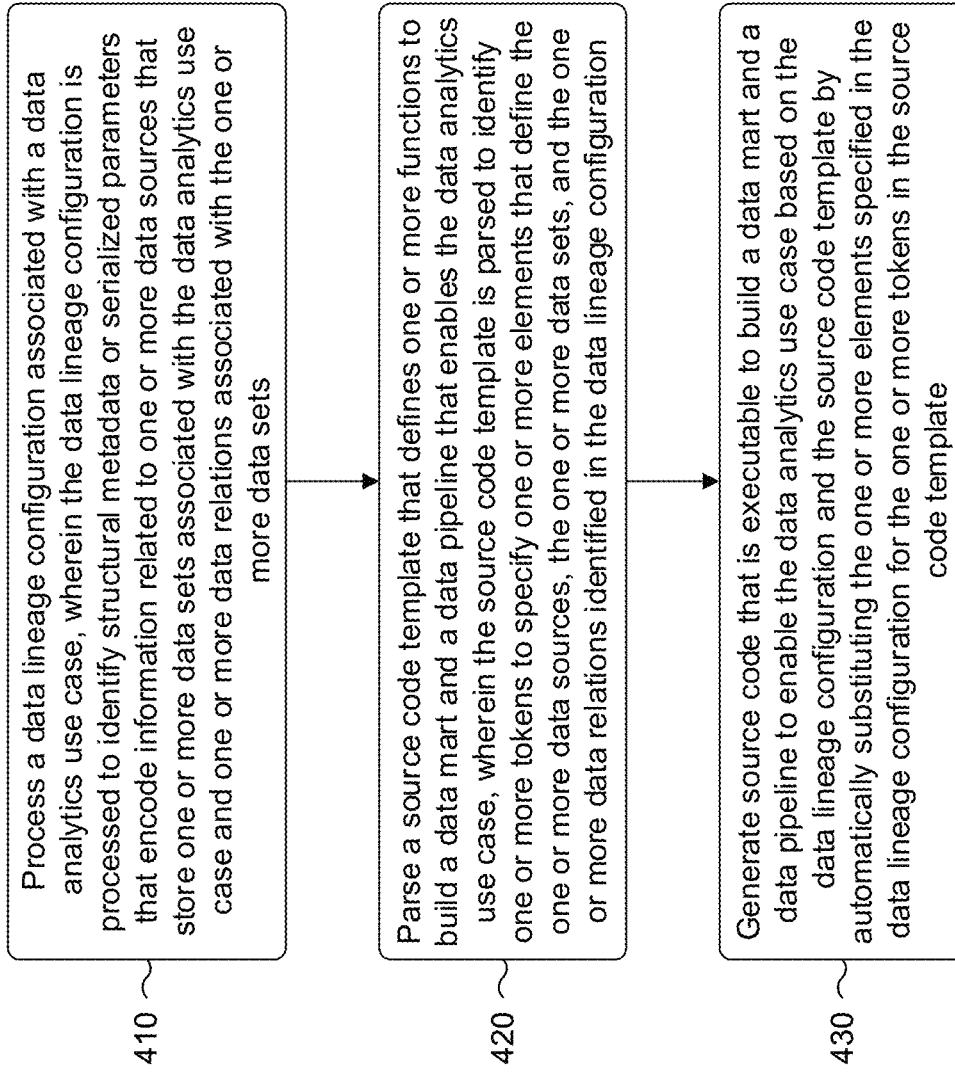 410
Process a data lineage configuration associated with a data
analytics use case, wherein the data lineage configuration is
processed to identify structural metadata or serialized parameters
that encode information related to one or more data sources that
store one or more data sets associated with the data analytics use
case and one or more data relations associated with the one or
more data sets
420
Parse a source code template that defines one or more functions to
build a data mart and a data pipeline that enables the data analytics
use case, wherein the source code template is parsed to identify
one or more tokens to specify one or more elements that define the
one or more data sources, the one or more data sets, and the one
or more data relations identified in the data lineage configuration
430
Generate source code that is executable to build a data mart and a
data pipeline to enable the data analytics use case based on the
data lineage configuration and the source code template by
automatically substituting the one or more elements specified in the
data lineage configuration for the one or more tokens in the source
code template